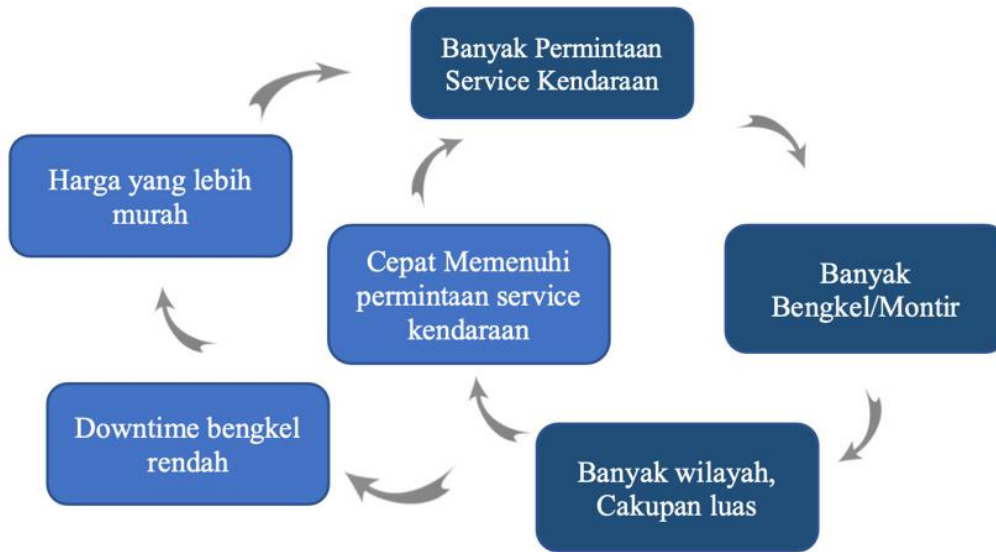 Banyak Permintaan
Service Kendaraan
Harga yang lebih
murah
Cepat Memenuhi
permintaan service
kendaraan
Banyak
Bengkel/Montir
Downtime bengkel
rendah
Banyak wilayah,
Cakupan luas